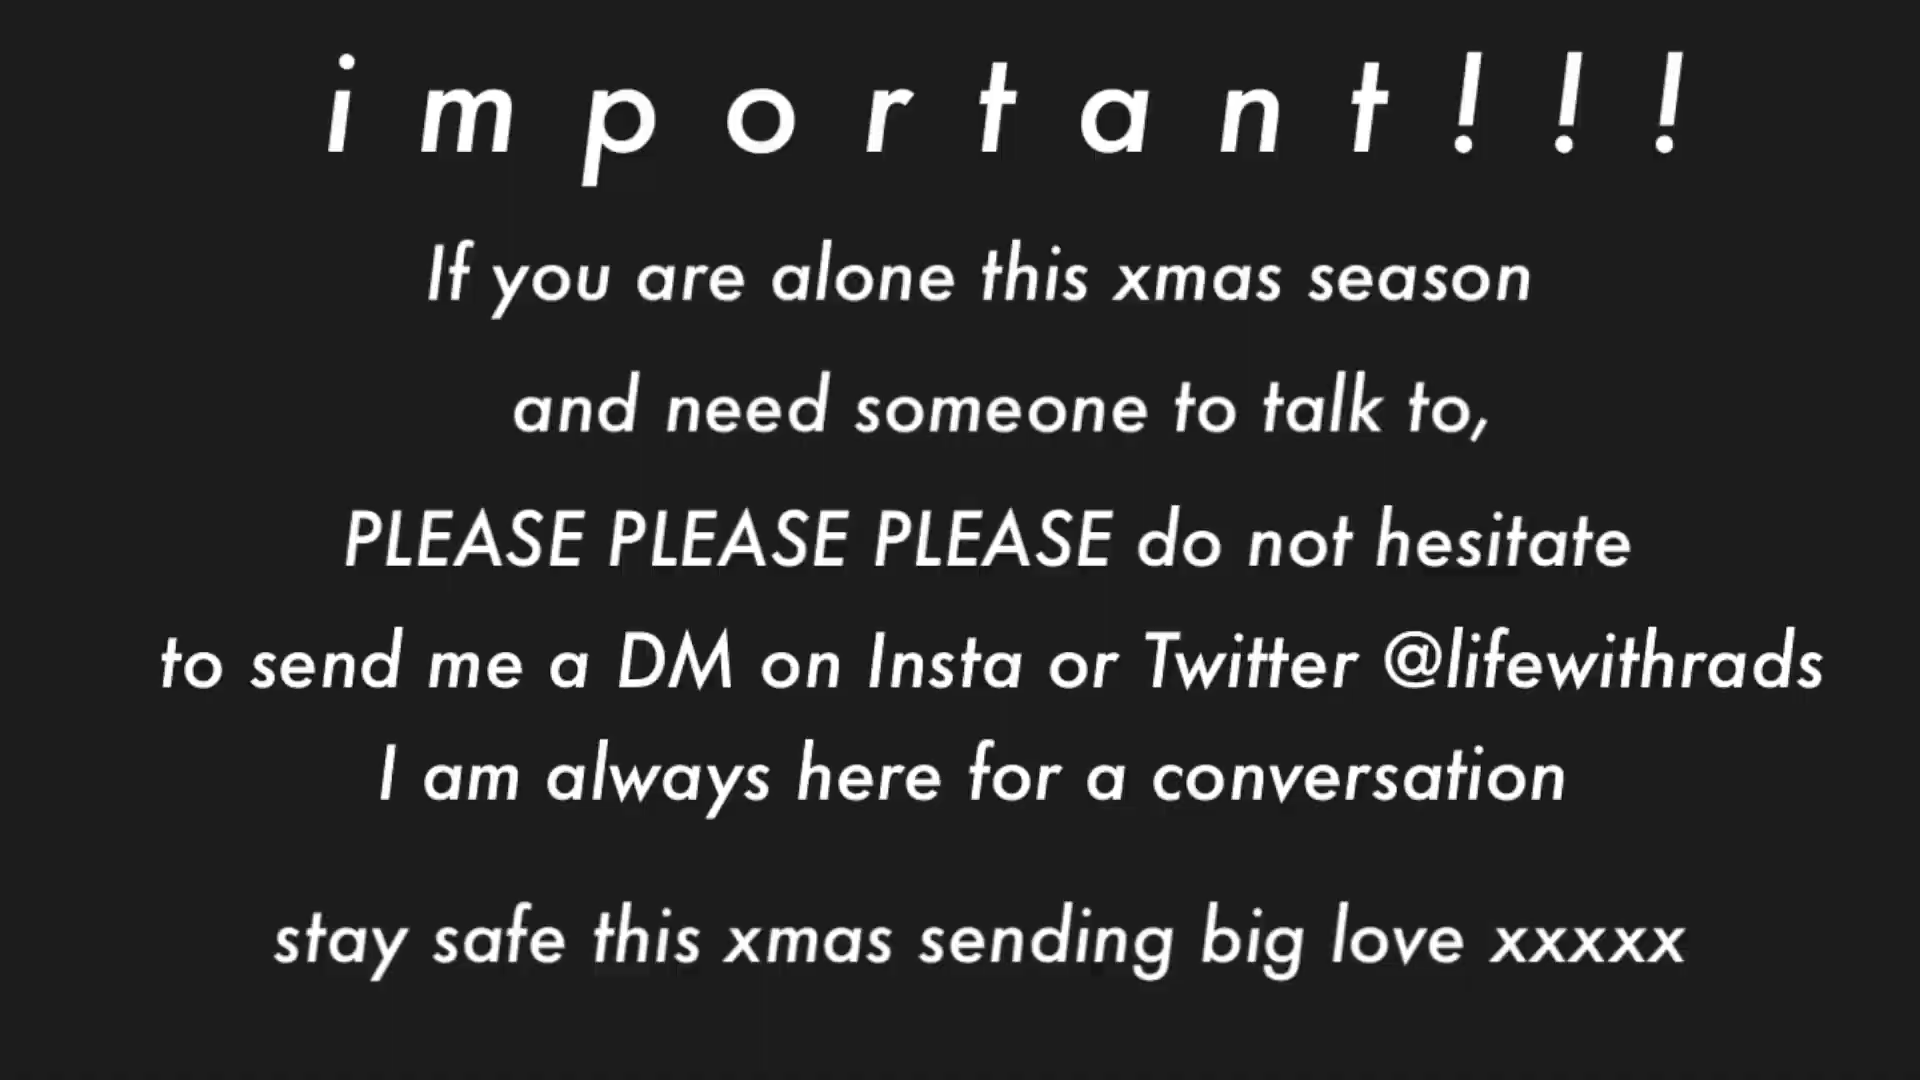 important!!!
If you are alone this xmas season
and need someone to talk to,
PLEASE PLEASE PLEASE do not hesitate
to send me a DM on Insta or Twitter @lifewithrads
I am always here for a conversation
stay safe this xmas sending big love xxxxx